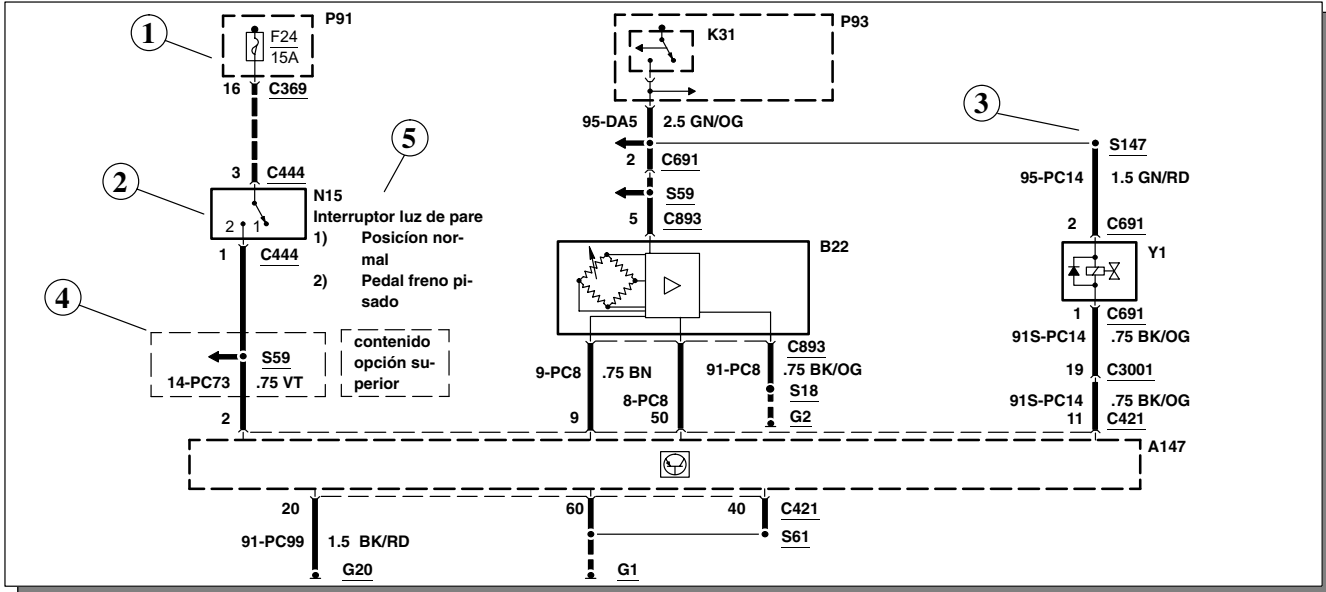 P91
P93
1
F24
15A
K31
16 C369
3
95-DA5 2.5 GN/OG
5
S147
2 C691
3 C444
95-PC14 1.5 GN/RD
2
N15
S59
Interruptor luz de pare
2 1
1) Posicíon nor-
mal
5 C893
2 C691
1 C444
B22
Y1
2) Pedal freno pi-
sado
4
1 C691
contenido
opción su-
perior
C893
91S-PC14 .75 BK/OG
S59
9-PC8 .75 BN
91-PC8 .75 BK/OG
19 C3001
14-PC73 .75 VT
S18
8-PC8
91S-PC14 .75 BK/OG
2
9
50
G2
11 C421
A147
20
60
40 C421
91-PC99 1.5 BK/RD
S61
G20
G1